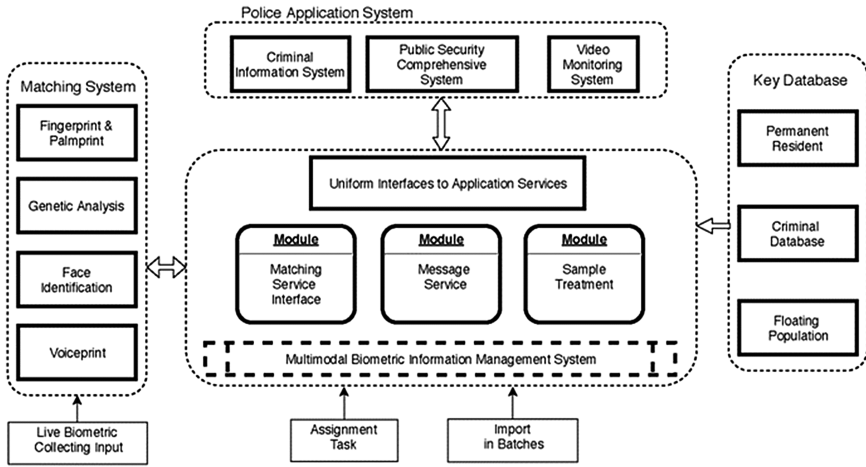 Police Application System
Criminal
Information System
Public Security
Comprehensive
System
Video
Monitoring
System
Matching System
Fingerprint &
Palmprint
Genetic Analysis
Face
Identification
Voiceprint
Uniform Interfaces to Application Services
Module
Matching
Service
Interface
Module
Message
Service
Module
Sample
Treatment
Multimodal Biometric Information Management System
Key Database
Permanent
Resident
Criminal
Database
Floating
Population
Live Biometric
Collecting Input
Assignment
Task
Import
in Batches